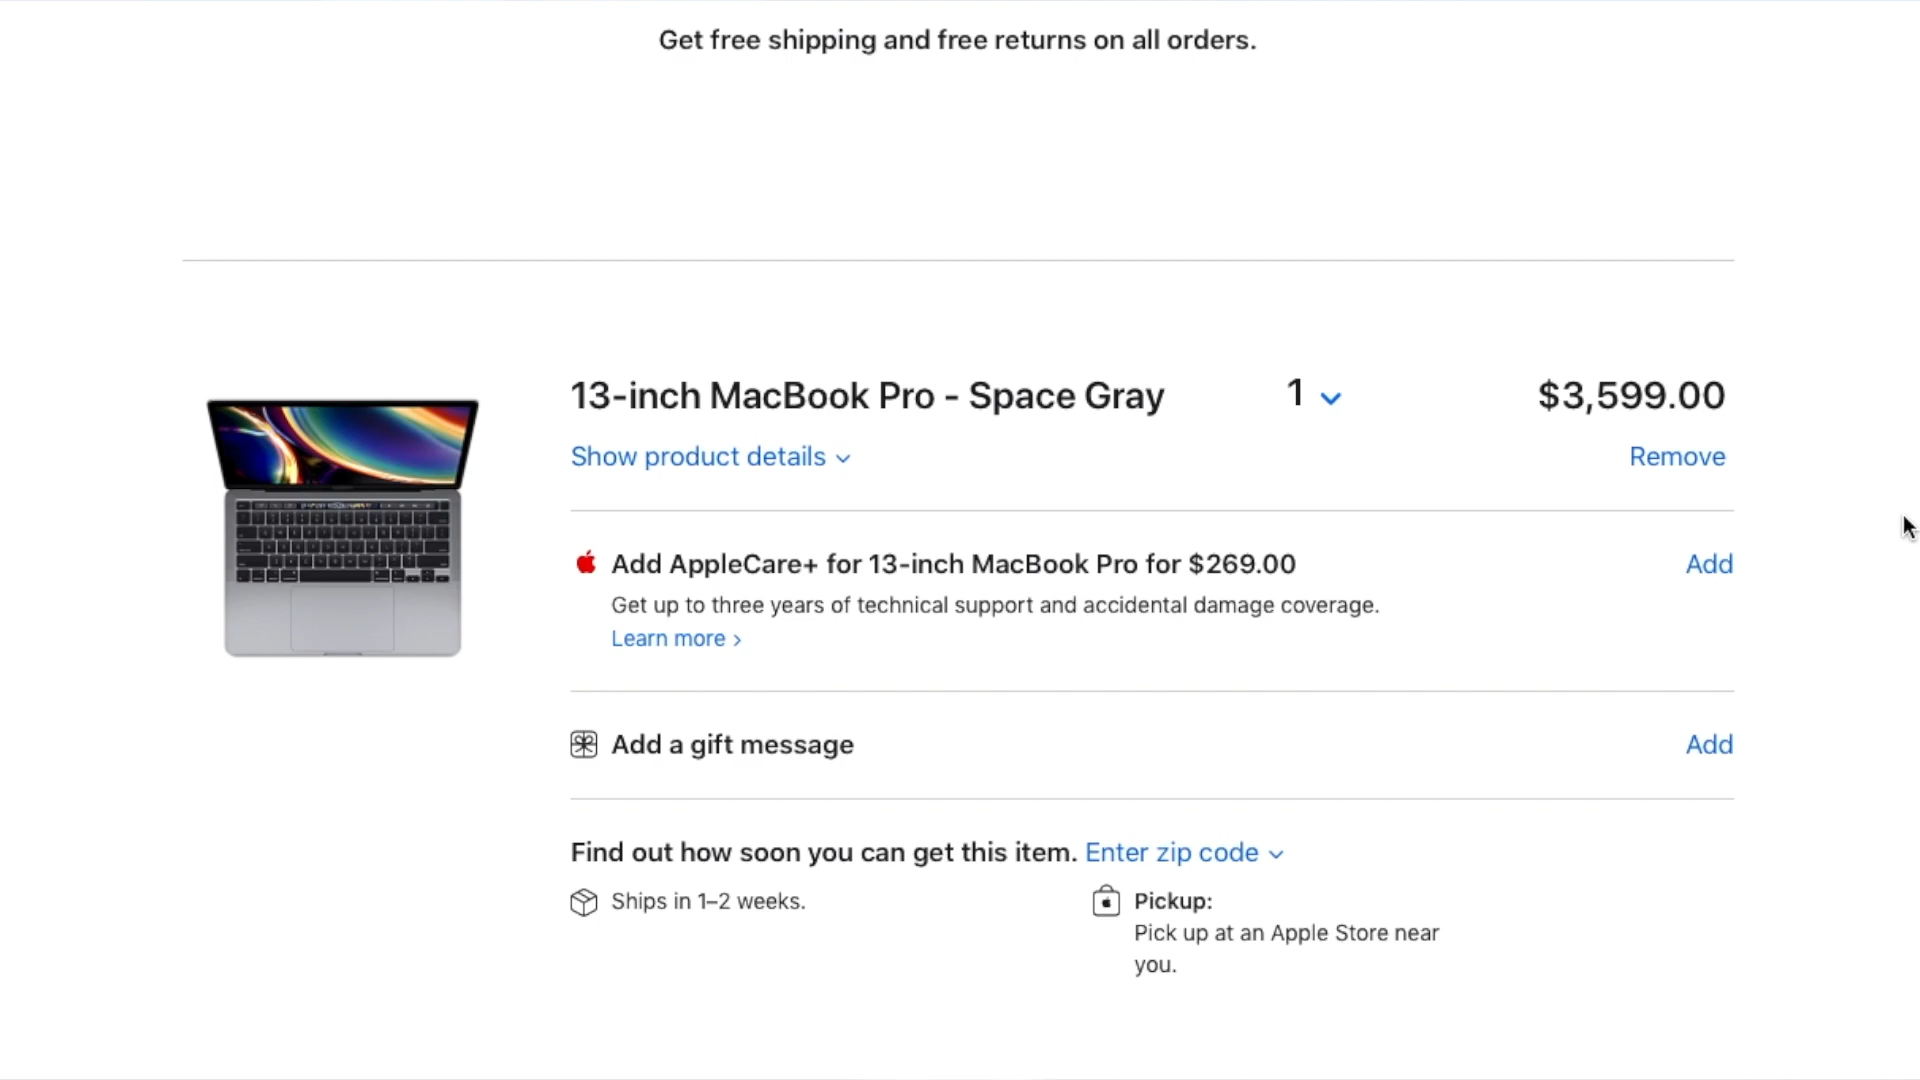 Get free shipping and free returns on all orders.
13-inch MacBook Pro - Space Gray
1
$3,599.00
Show product details
Remove
Add AppleCare+ for 13-inch MacBook Pro for $269.00
Add
Get up to three years of technical support and accidental damage coverage.
Learn more >
Add a gift message
Add
Find out how soon you can get this item. Enter zip code
Ships in 1–2 weeks.
Pickup:
Pick up at an Apple Store near
you.